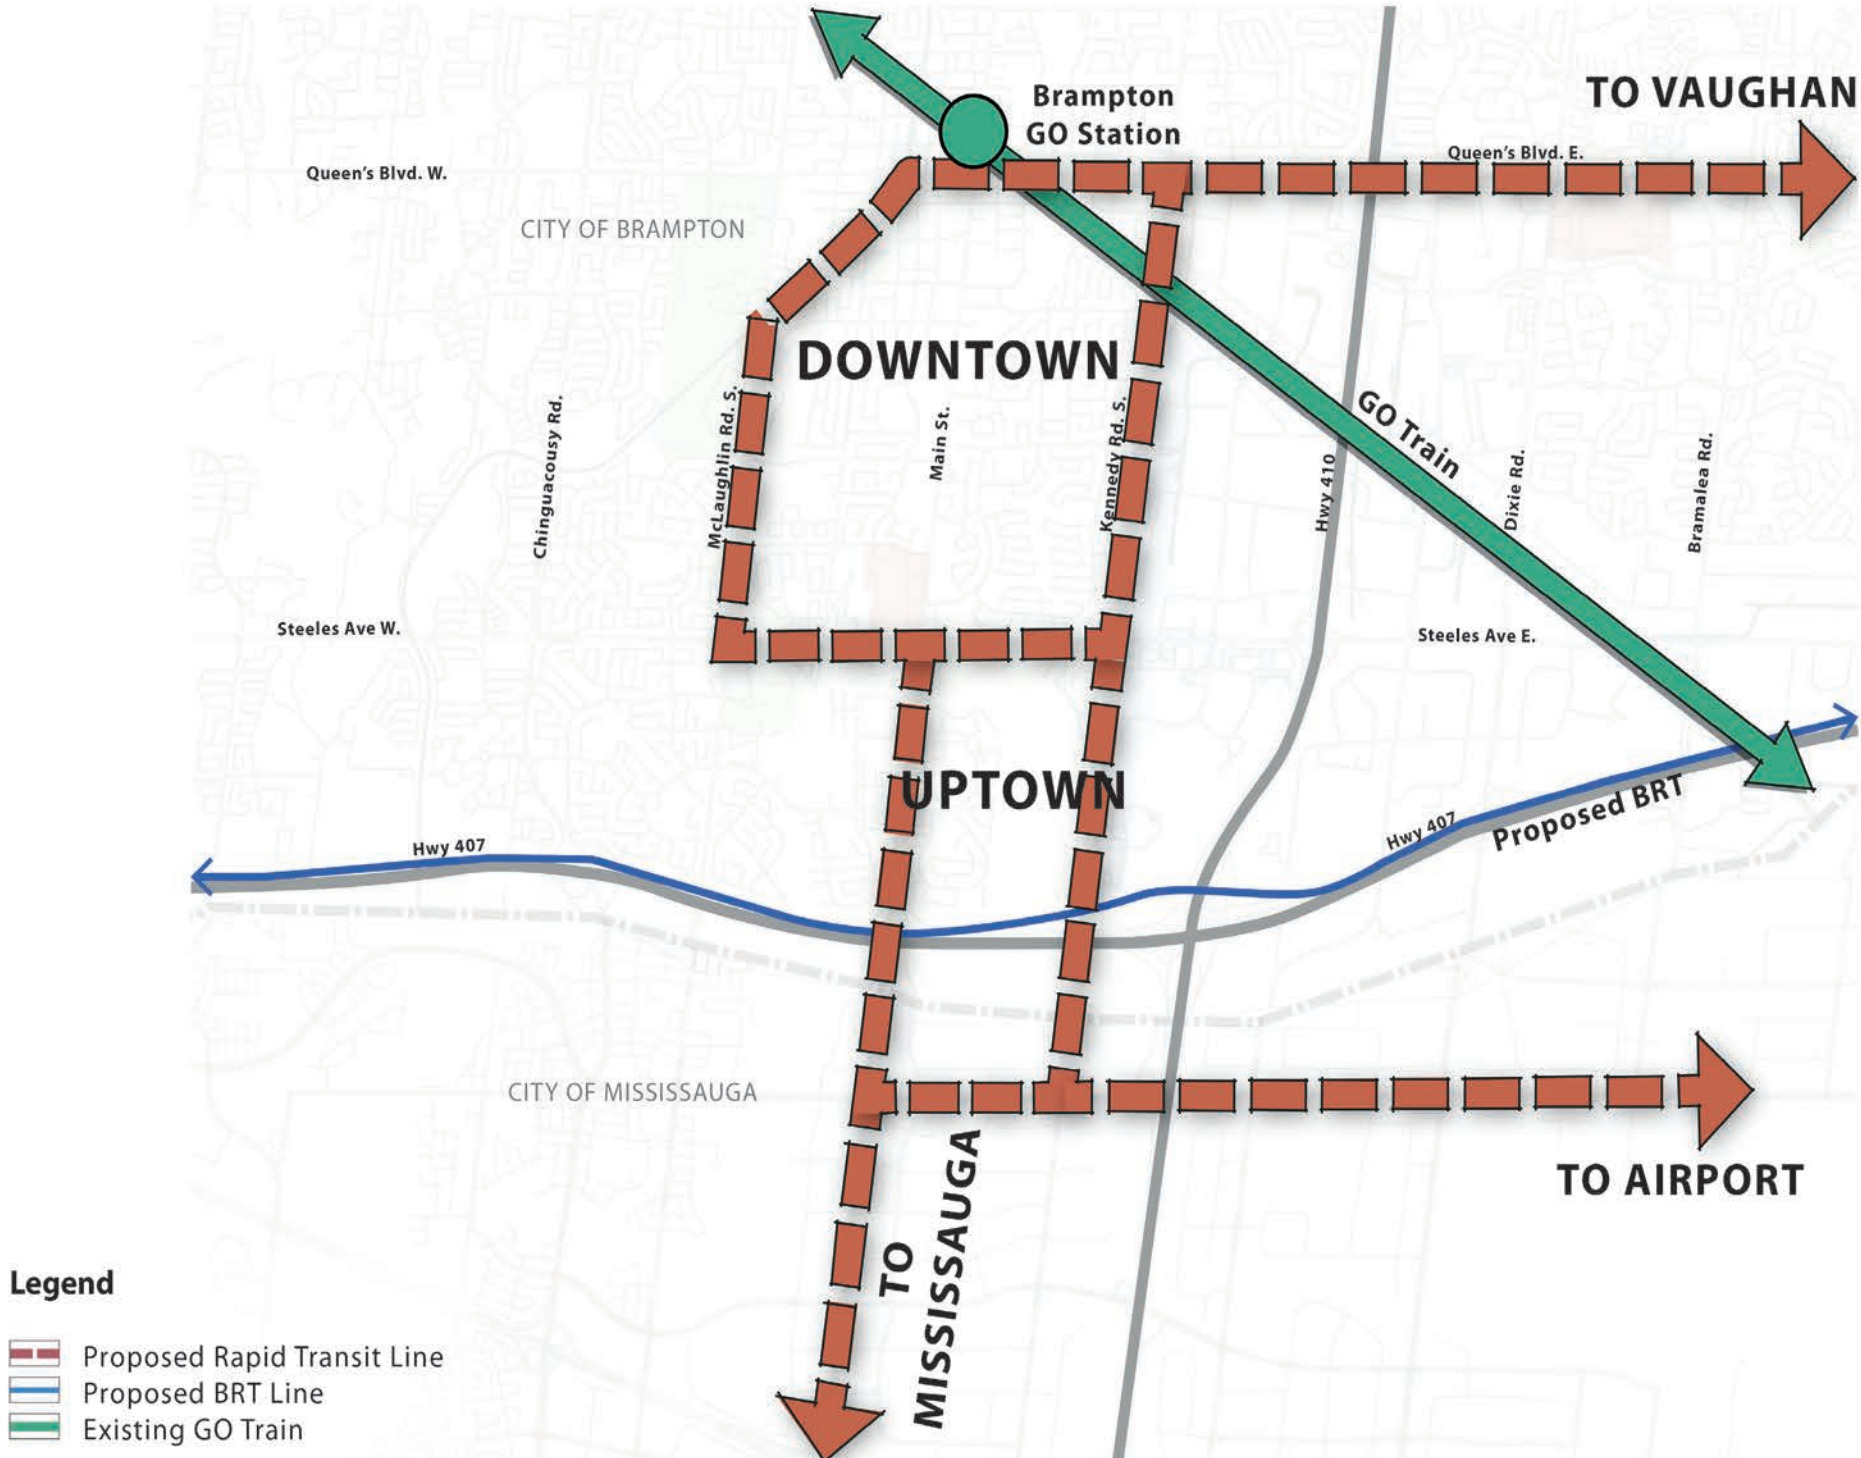 TO VAUGHAN
Brampton
GO Station
Queen's Blvd. E.
Queen's Blvd. W.
CITY OF BRAMPTON
DOWNTOWN
Chinguacousy Rd.
McLaughlin Rd. S.
Main St.
Kennedy Rd. S.
Hwy 410
GO Train
Dixie Rd.
Bramalea Rd.
Steeles Ave W.
Steeles Ave E.
UPTOWN
Hwy 407
Hwy 407
Proposed BRT
CITY OF MISSISSAUGA
TO AIRPORT
TO
MISSISSAUGA
Legend
Proposed Rapid Transit Line
Proposed BRT Line
Existing GO Train